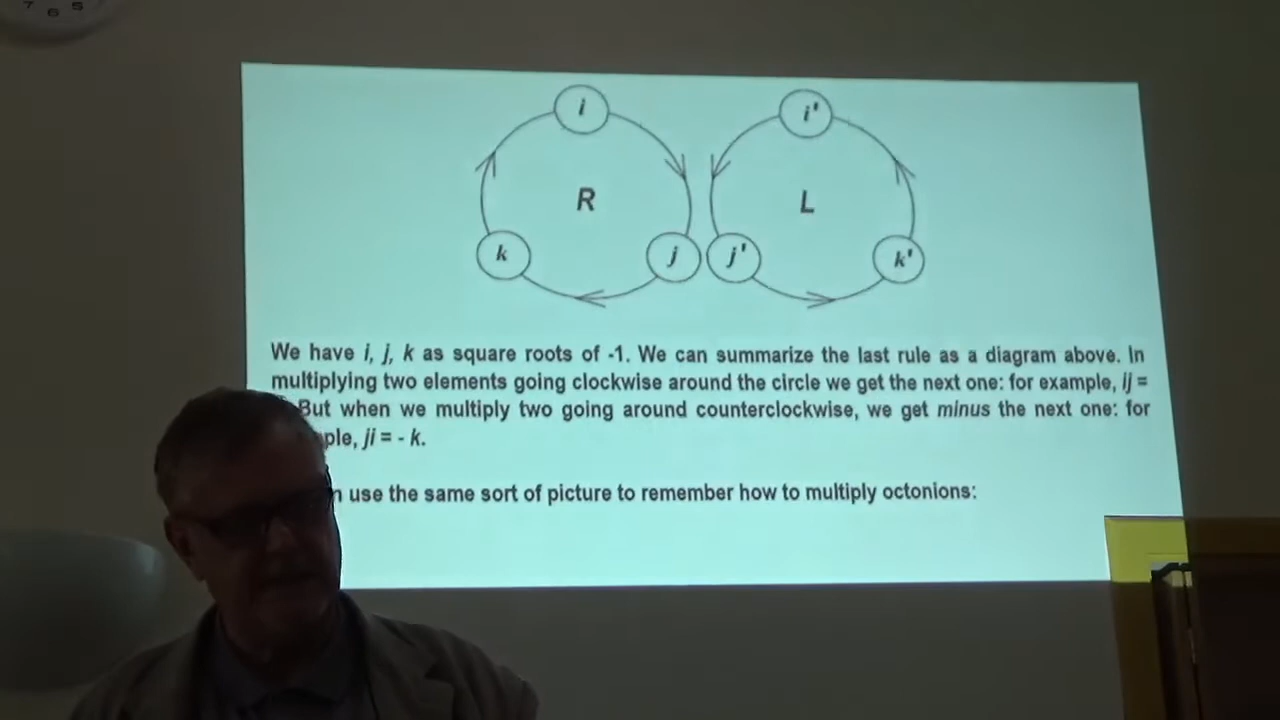 7 6 5
i i'
R L
k j j' k'
We have i, j, k as square roots of -1. We can summarize the last rule as a diagram above. In
multiplying two elements going clockwise around the circle we get the next one: for example, ij =
But when we multiply two going around counterclockwise, we get minus the next one: for
ji = - k.
use the same sort of picture to remember how to multiply octonions: